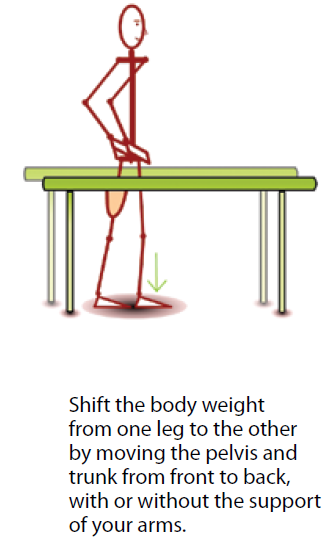 Shift the body weight
from one leg to the other
by moving the pelvis and
trunk from front to back,
with or without the support
of your arms.